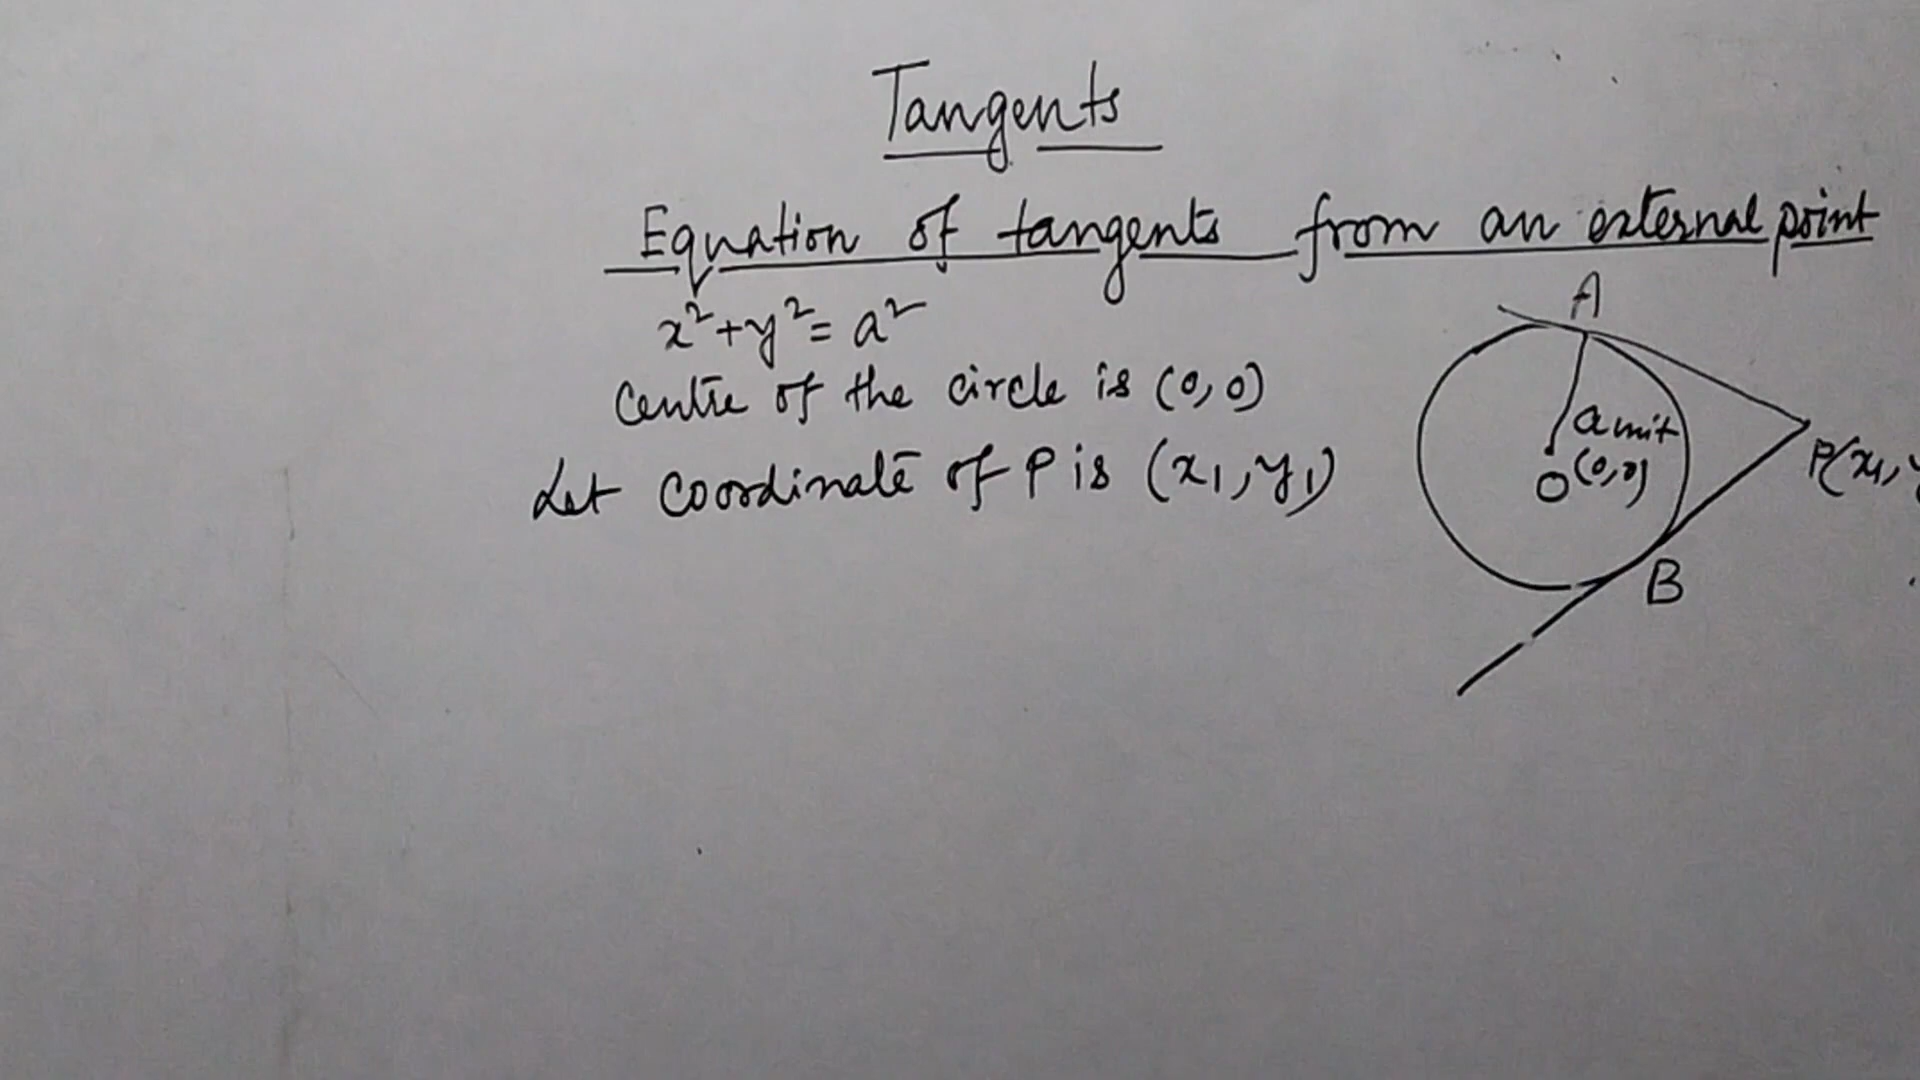 Tangents
Equation of tangents from an external point
x²+y²= a²
Centre of the circle is (0,0)
Let coordinate of P is (x₁,y₁)
A
a unit
O(0,0)
P(x₁, y
B